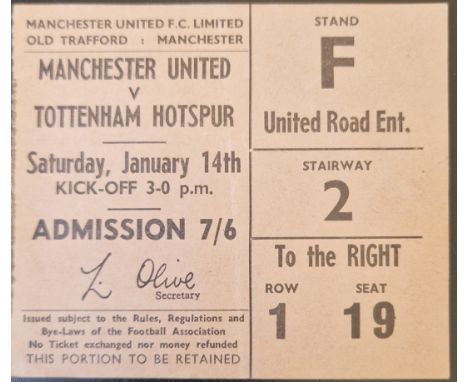 MANCHESTER UNITED F.C. LIMITED
OLD TRAFFORD : MANCHESTER
MANCHESTER UNITED
v
TOTTENHAM HOTSPUR
Saturday, January 14th
KICK-OFF 3-0 p.m.
ADMISSION 7/6
L. Olive
Secretary
Issued subject to the Rules, Regulations and
Bye-Laws of the Football Association
No Ticket exchanged nor money refunded
THIS PORTION TO BE RETAINED
STAND
F
United Road Ent.
STAIRWAY
2
To the RIGHT
ROW SEAT
1 19